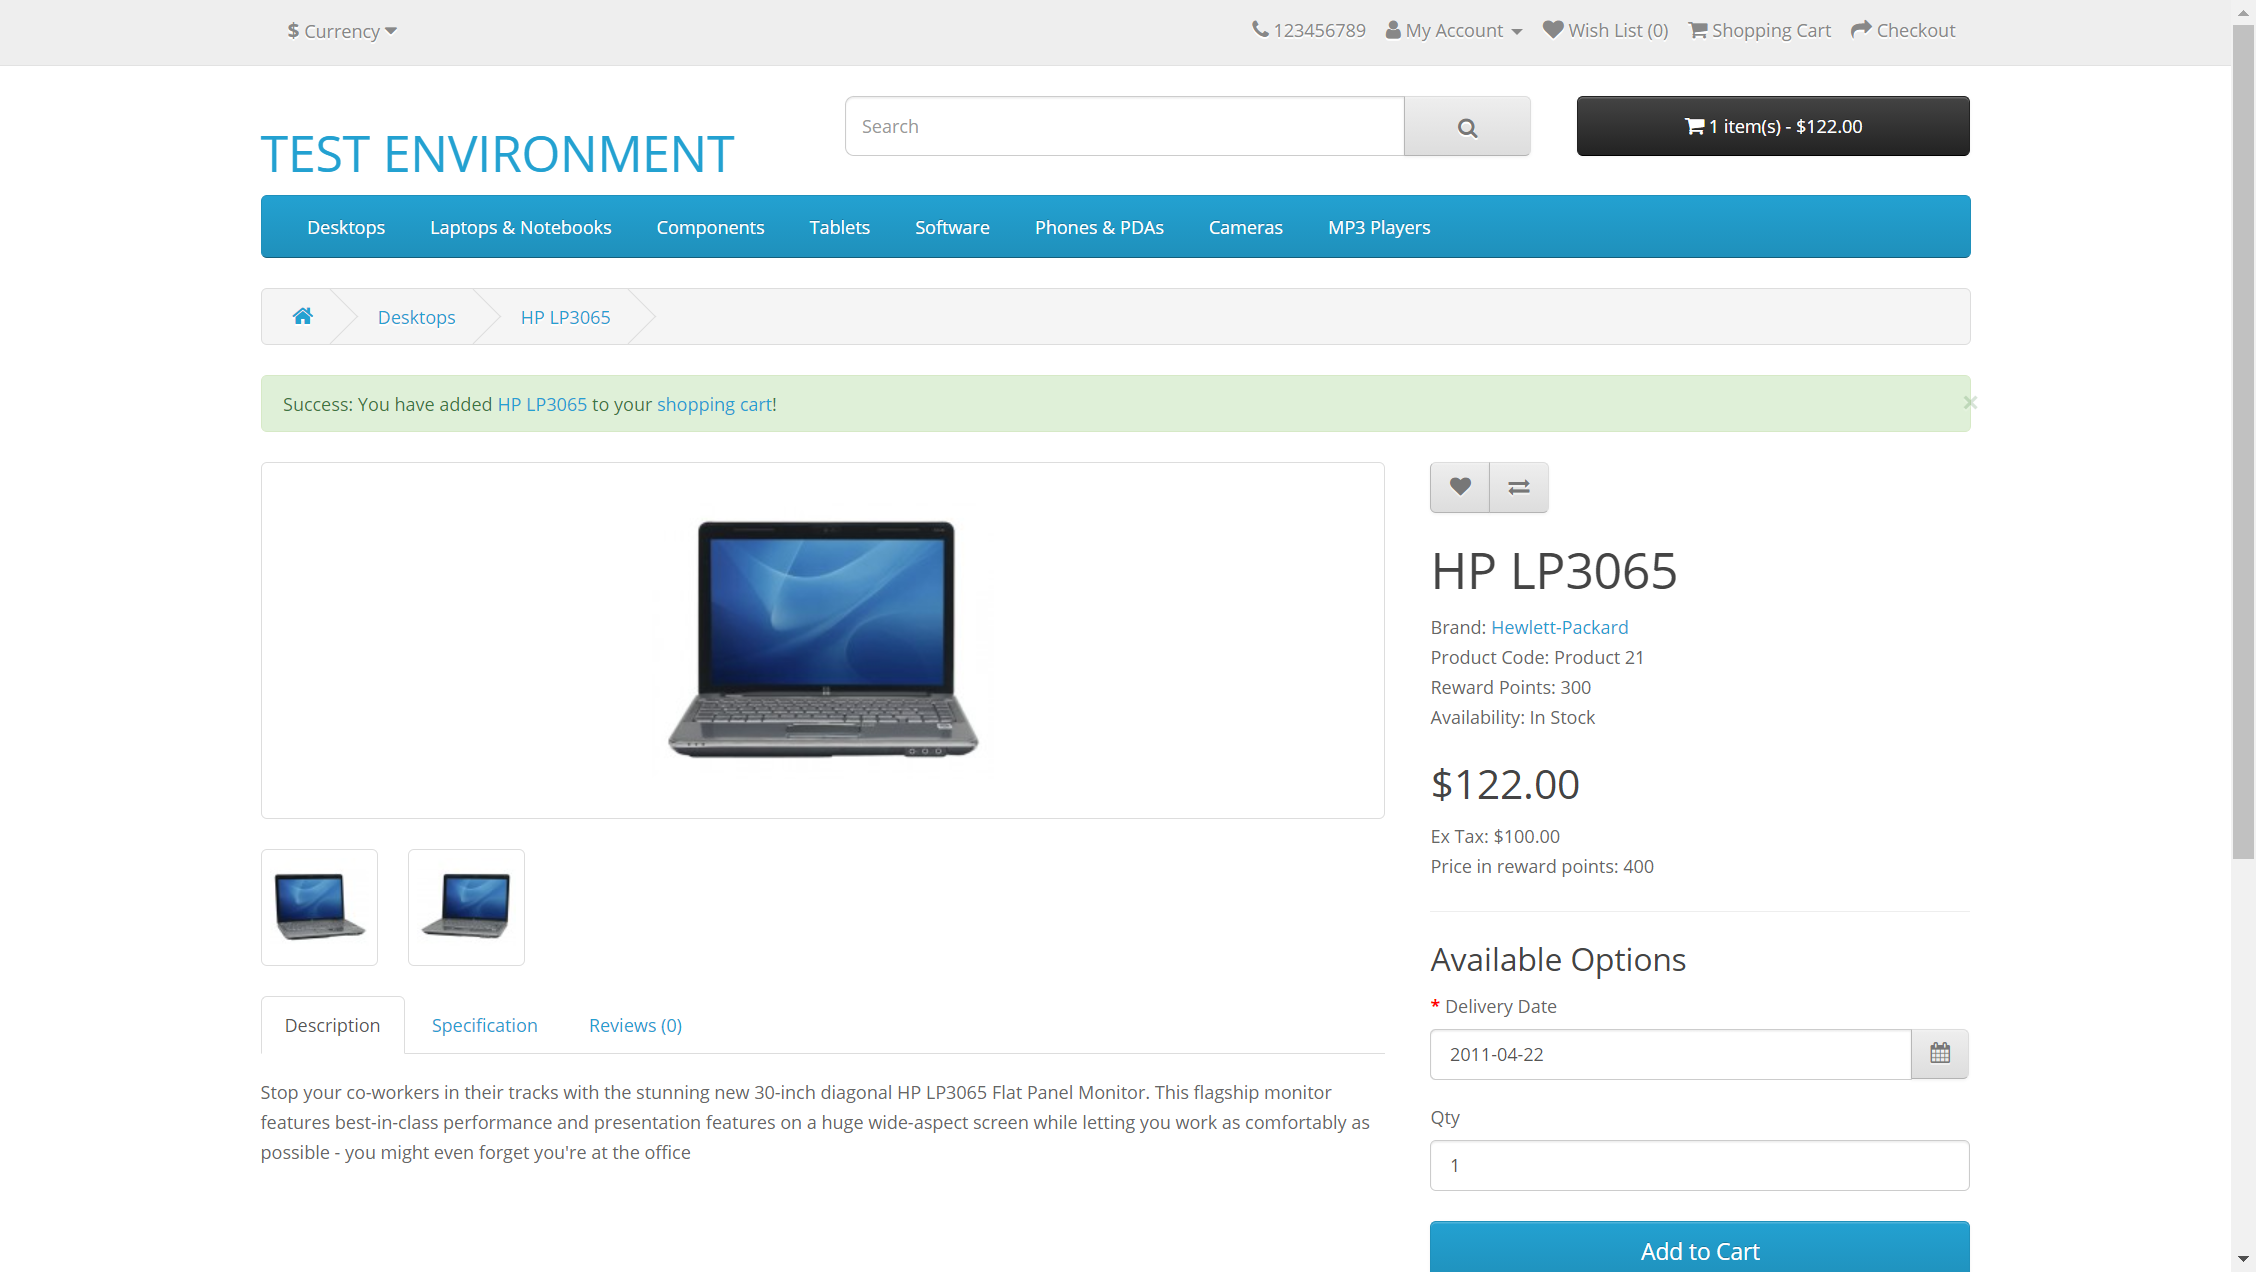 $ Currency
123456789 My Account Wish List (0) Shopping Cart Checkout
TEST ENVIRONMENT
Search
1 item(s) - $122.00
Desktops Laptops & Notebooks Components Tablets Software Phones & PDAs Cameras MP3 Players
Desktops HP LP3065
Success: You have added HP LP3065 to your shopping cart!
×
HP LP3065
Brand: Hewlett-Packard
Product Code: Product 21
Reward Points: 300
Availability: In Stock
$122.00
Ex Tax: $100.00
Price in reward points: 400
Available Options
* Delivery Date
2011-04-22
Qty
1
Add to Cart
Description Specification Reviews (0)
Stop your co-workers in their tracks with the stunning new 30-inch diagonal HP LP3065 Flat Panel Monitor. This flagship monitor
features best-in-class performance and presentation features on a huge wide-aspect screen while letting you work as comfortably as
possible - you might even forget you're at the office